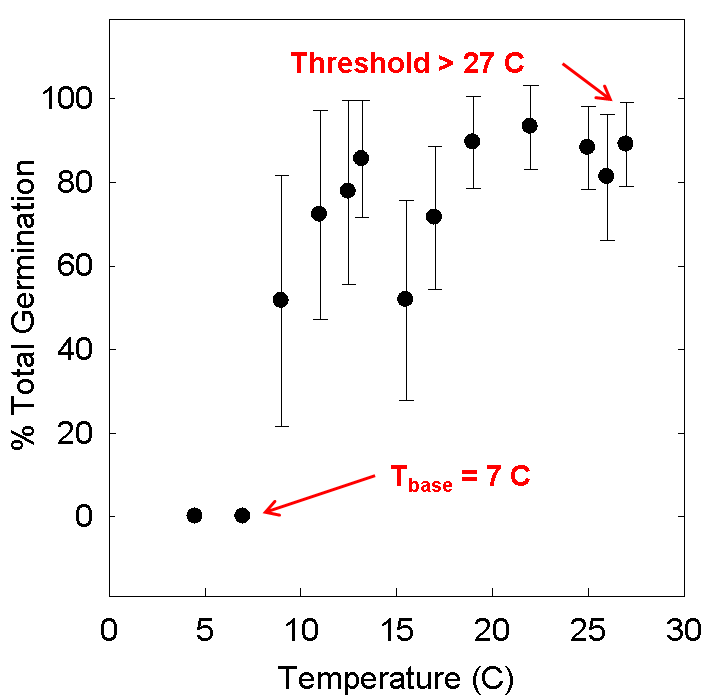 Threshold > 27 C
100
80
60
40
20
0
% Total Germination
Tbase = 7 C
0 5 10 15 20 25 30
Temperature (C)